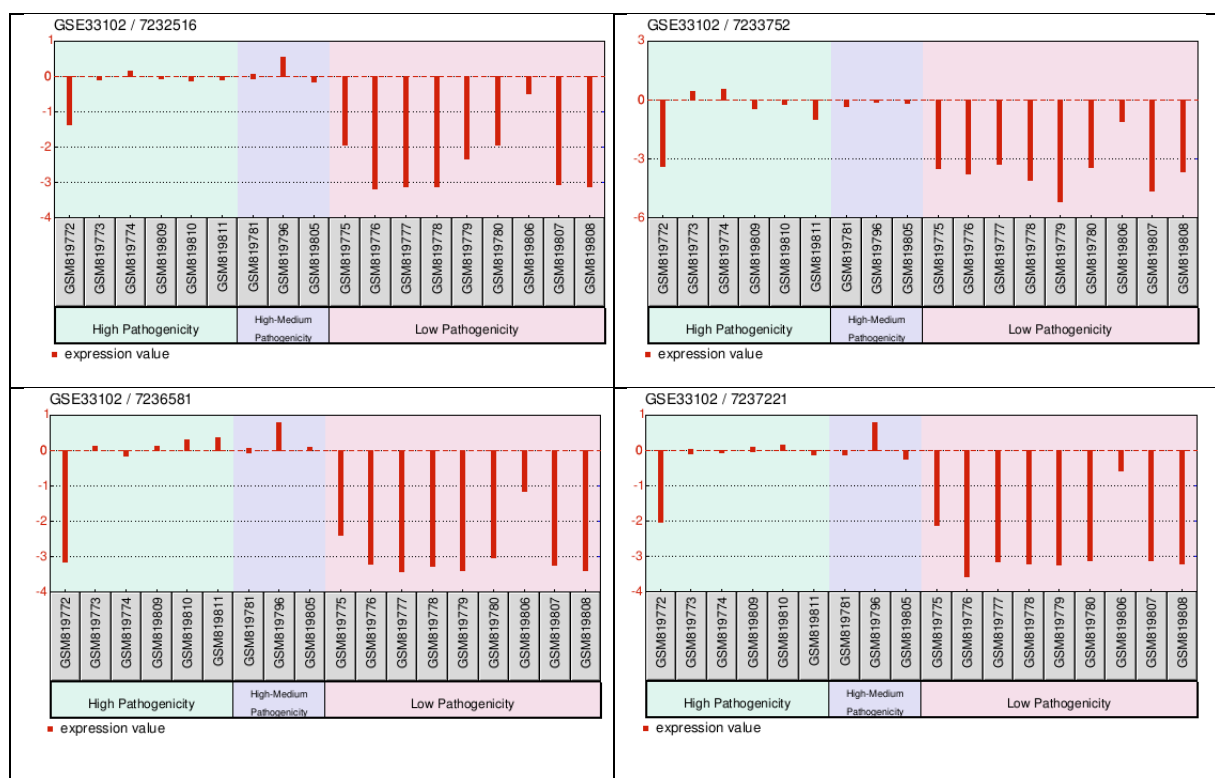 GSE33102 / 7232516
1
0
-1
-2
-3
-4
GSM819772
GSM819773
GSM819774
GSM819809
GSM819810
GSM819811
GSM819781
GSM819796
GSM819805
GSM819775
GSM819776
GSM819777
GSM819778
GSM819779
GSM819780
GSM819806
GSM819807
GSM819808
High Pathogenicity
High-Medium
Pathogenicity
Low Pathogenicity
expression value
GSE33102 / 7233752
3
0
-3
-6
GSM819772
GSM819773
GSM819774
GSM819809
GSM819810
GSM819811
GSM819781
GSM819796
GSM819805
GSM819775
GSM819776
GSM819777
GSM819778
GSM819779
GSM819780
GSM819806
GSM819807
GSM819808
High Pathogenicity
High-Medium
Pathogenicity
Low Pathogenicity
expression value
GSE33102 / 7236581
1
0
-1
-2
-3
-4
GSM819772
GSM819773
GSM819774
GSM819809
GSM819810
GSM819811
GSM819781
GSM819796
GSM819805
GSM819775
GSM819776
GSM819777
GSM819778
GSM819779
GSM819780
GSM819806
GSM819807
GSM819808
High Pathogenicity
High-Medium
Pathogenicity
Low Pathogenicity
expression value
GSE33102 / 7237221
1
0
-1
-2
-3
-4
GSM819772
GSM819773
GSM819774
GSM819809
GSM819810
GSM819811
GSM819781
GSM819796
GSM819805
GSM819775
GSM819776
GSM819777
GSM819778
GSM819779
GSM819780
GSM819806
GSM819807
GSM819808
High Pathogenicity
High-Medium
Pathogenicity
Low Pathogenicity
expression value